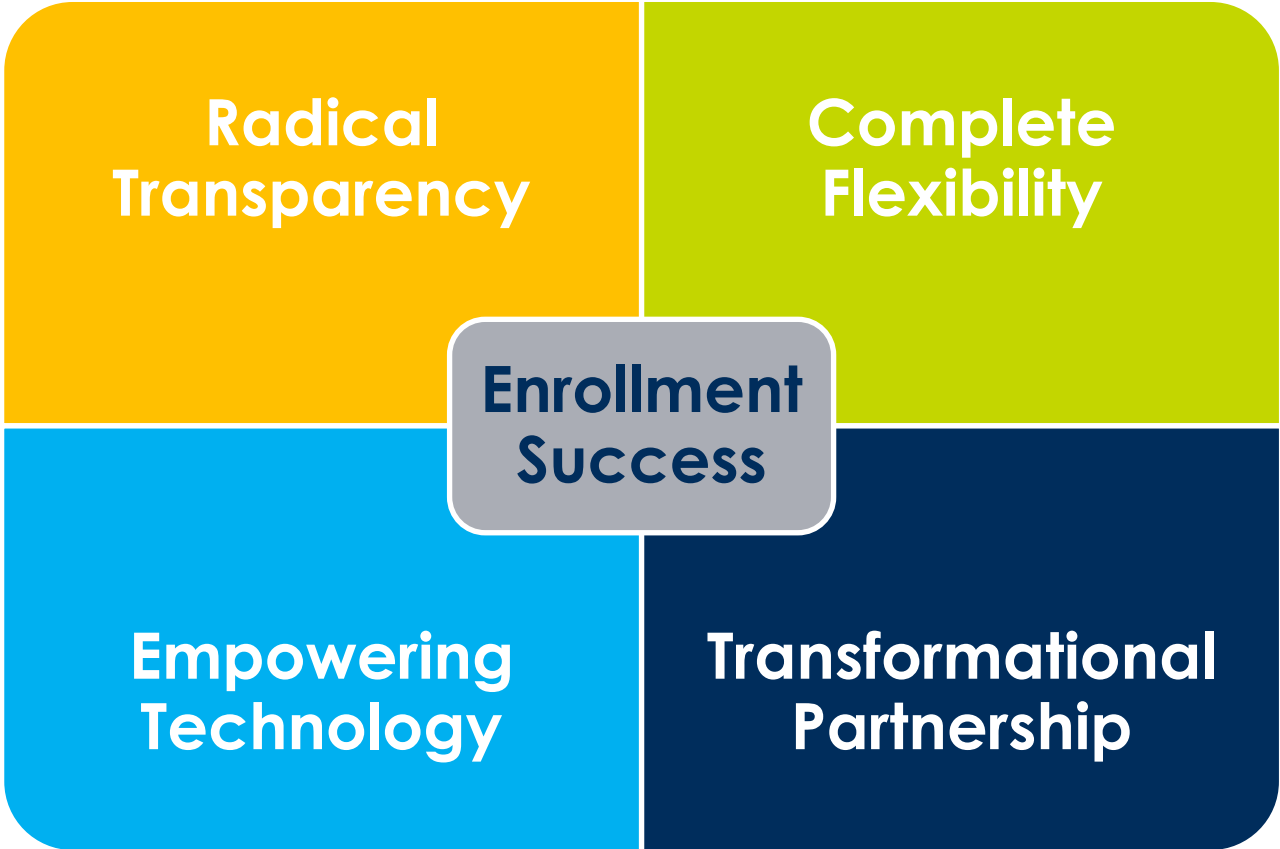 Radical
Transparency
Complete
Flexibility
Enrollment
Success
Empowering
Technology
Transformational
Partnership